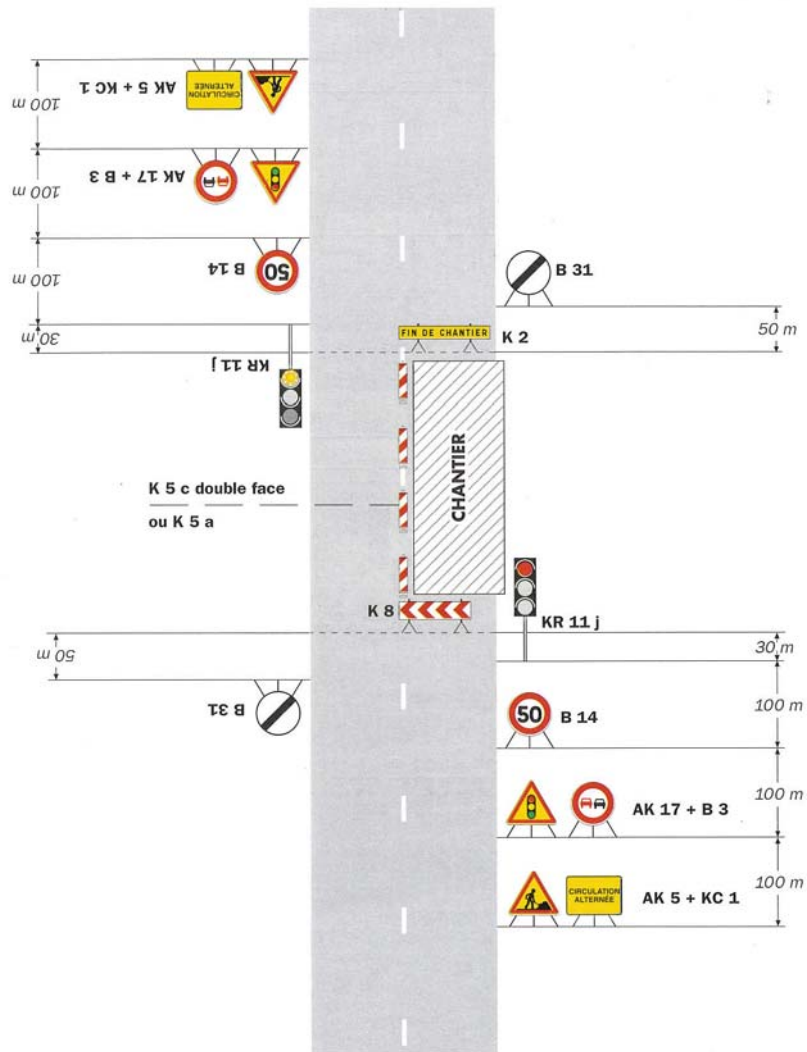 AK 5 + KC 1
CIRCULATION
ALTERNÉE
100 m
AK 17 + B 3
100 m
B 14
50
100 m
B 31
50 m
30 m
FIN DE CHANTIER
K 2
KR 11 j
CHANTIER
K 5 c double face
ou K 5 a
K 8
KR 11 j
50 m
30 m
B 31
50
B 14
100 m
AK 17 + B 3
100 m
CIRCULATION
ALTERNÉE
AK 5 + KC 1
100 m